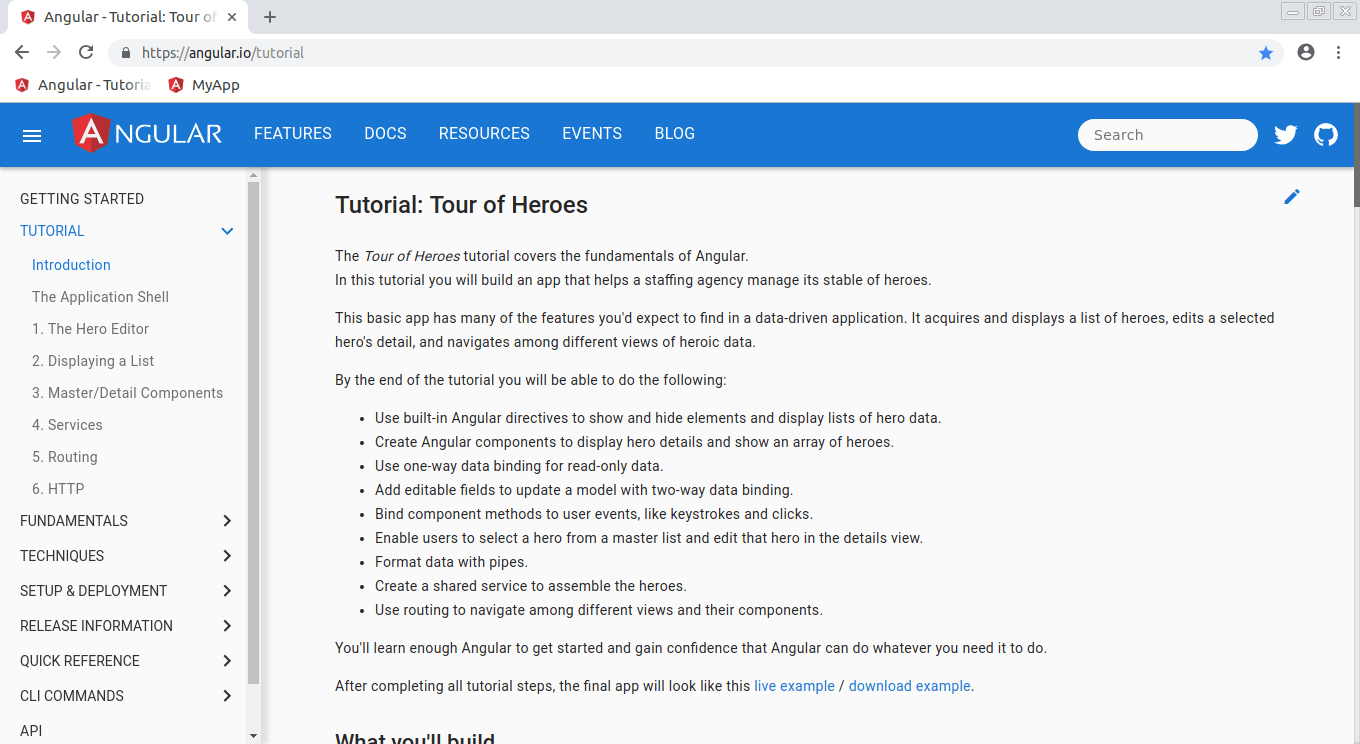 Angular - Tutorial: Tour of
https://angular.io/tutorial
Angular - Tutoria
MyApp
ANGULAR
FEATURES
DOCS
RESOURCES
EVENTS
BLOG
Search
GETTING STARTED
TUTORIAL
Introduction
The Application Shell
1. The Hero Editor
2. Displaying a List
3. Master/Detail Components
4. Services
5. Routing
6. HTTP
FUNDAMENTALS
TECHNIQUES
SETUP & DEPLOYMENT
RELEASE INFORMATION
QUICK REFERENCE
CLI COMMANDS
API
Tutorial: Tour of Heroes
The Tour of Heroes tutorial covers the fundamentals of Angular.
In this tutorial you will build an app that helps a staffing agency manage its stable of heroes.
This basic app has many of the features you'd expect to find in a data-driven application. It acquires and displays a list of heroes, edits a selected
hero's detail, and navigates among different views of heroic data.
By the end of the tutorial you will be able to do the following:
• Use built-in Angular directives to show and hide elements and display lists of hero data.
• Create Angular components to display hero details and show an array of heroes.
• Use one-way data binding for read-only data.
• Add editable fields to update a model with two-way data binding.
• Bind component methods to user events, like keystrokes and clicks.
• Enable users to select a hero from a master list and edit that hero in the details view.
• Format data with pipes.
• Create a shared service to assemble the heroes.
• Use routing to navigate among different views and their components.
You'll learn enough Angular to get started and gain confidence that Angular can do whatever you need it to do.
After completing all tutorial steps, the final app will look like this live example / download example.
What you'll build